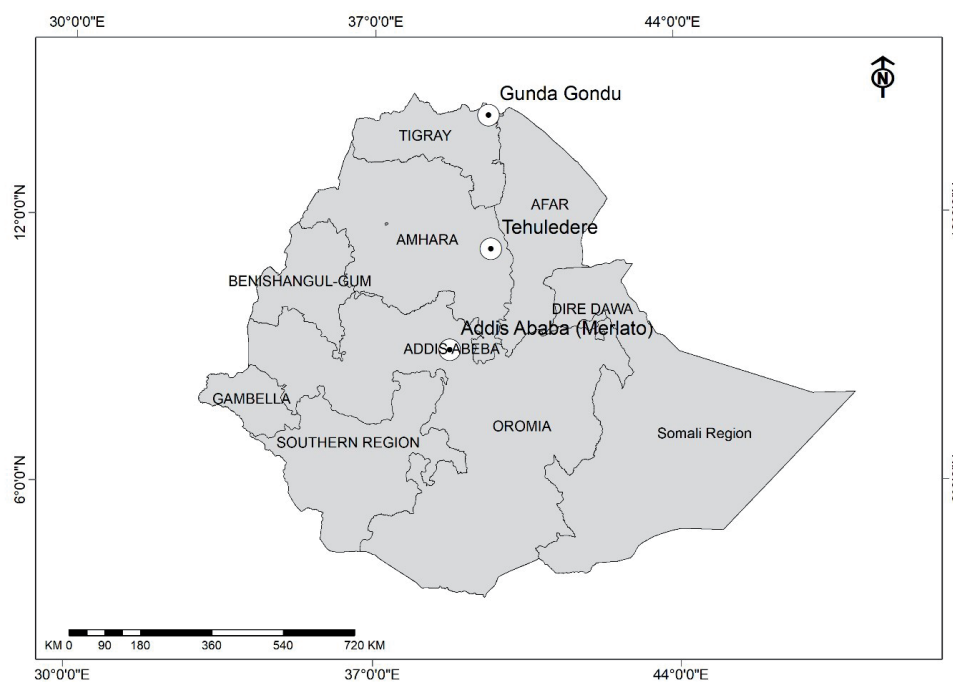 30°0'0"E 37°0'0"E 44°0'0"E
N
Gunda Gondu
TIGRAY
12°0'0"N
AFAR
Tehuledere
AMHARA
BENISHANGUL-GUM
DIRE DAWA
Addis Ababa (Merlato)
ADDIS ABEBA
GAMBELLA
OROMIA
SOUTHERN REGION
Somali Region
6°0'0"N
KM 0 90 180 360 540 720 KM
30°0'0"E 37°0'0"E 44°0'0"E